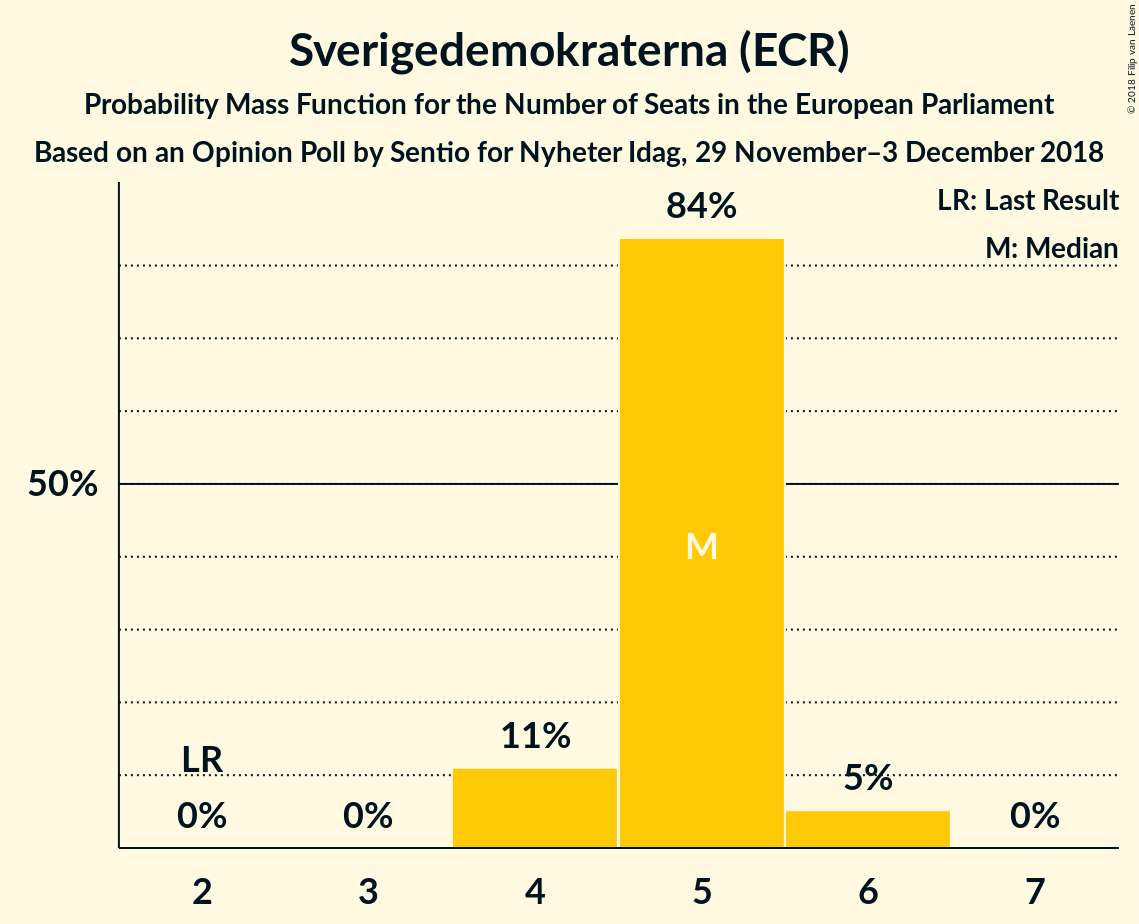 Sverigedemokraterna (ECR)
Probability Mass Function for the Number of Seats in the European Parliament
Based on an Opinion Poll by Sentio for Nyheter Idag, 29 November–3 December 2018
© 2018 Filip van Laenen
LR: Last Result
M: Median
84%
50%
M
11%
LR
5%
0%
0%
0%
2 3 4 5 6 7